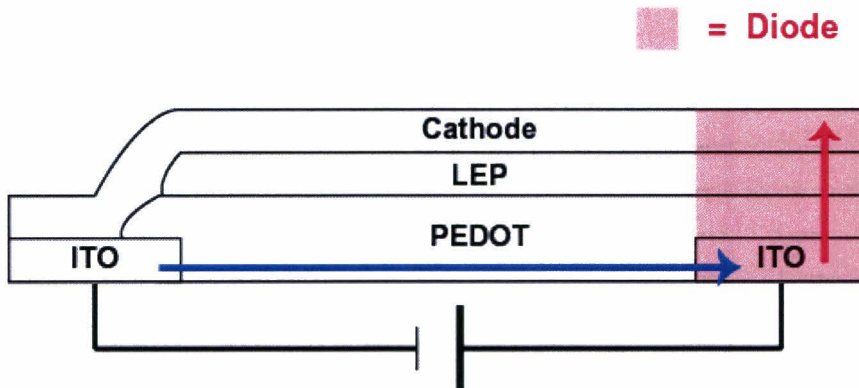 = Diode
Cathode
LEP
PEDOT
ITO
ITO